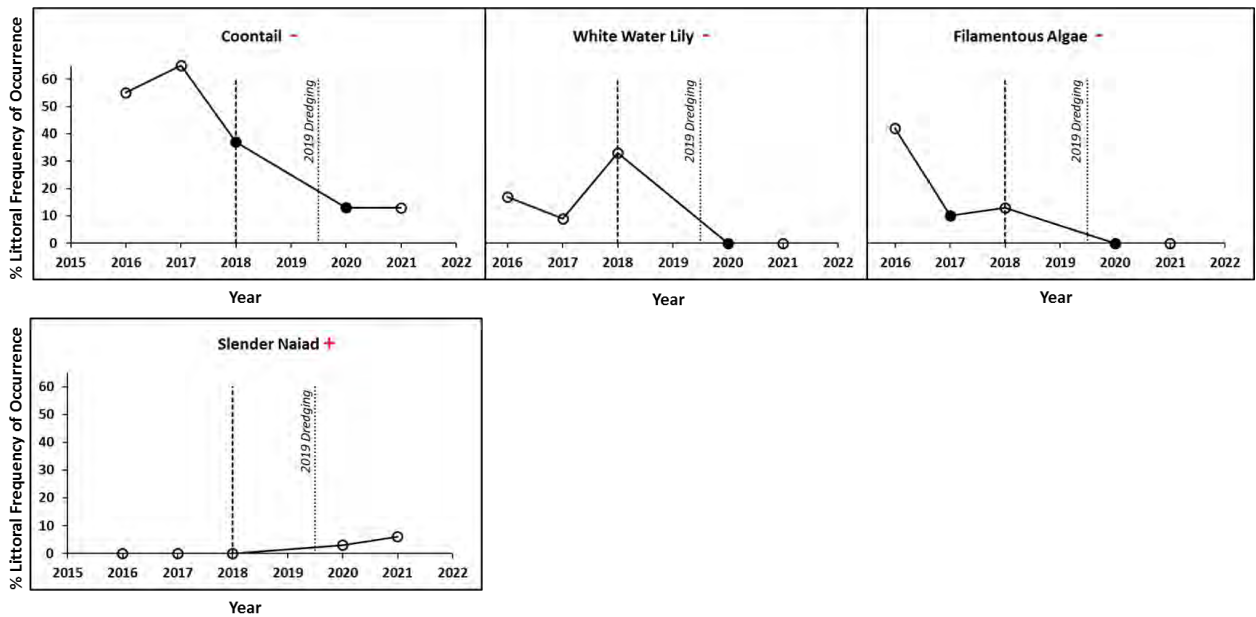 Coontail -
% Littoral Frequency of Occurrence
60
50
40
30
20
10
0
2019 Dredging
2015 2016 2017 2018 2019 2020 2021 2022
Year
White Water Lily -
2019 Dredging
2016 2017 2018 2019 2020 2021 2022
Year
Filamentous Algae -
2019 Dredging
2016 2017 2018 2019 2020 2021 2022
Year
Slender Naiad +
% Littoral Frequency of Occurrence
60
50
40
30
20
10
0
2019 Dredging
2015 2016 2017 2018 2019 2020 2021 2022
Year